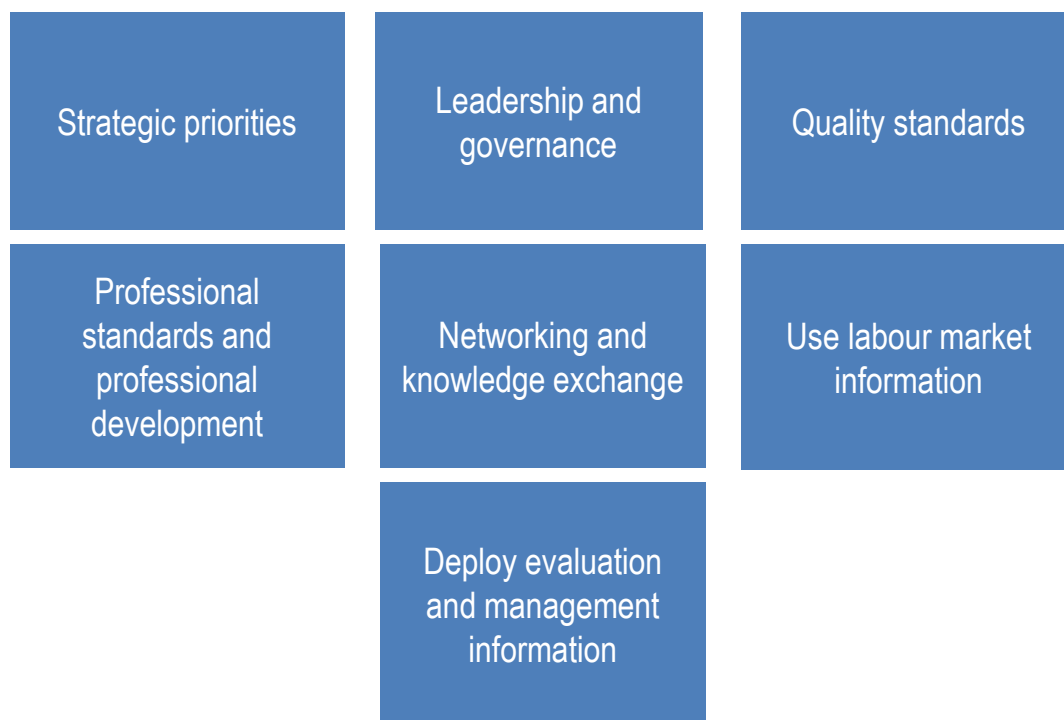 Strategic priorities
Leadership and
governance
Quality standards
Professional
standards and
professional
development
Networking and
knowledge exchange
Use labour market
information
Deploy evaluation
and management
information